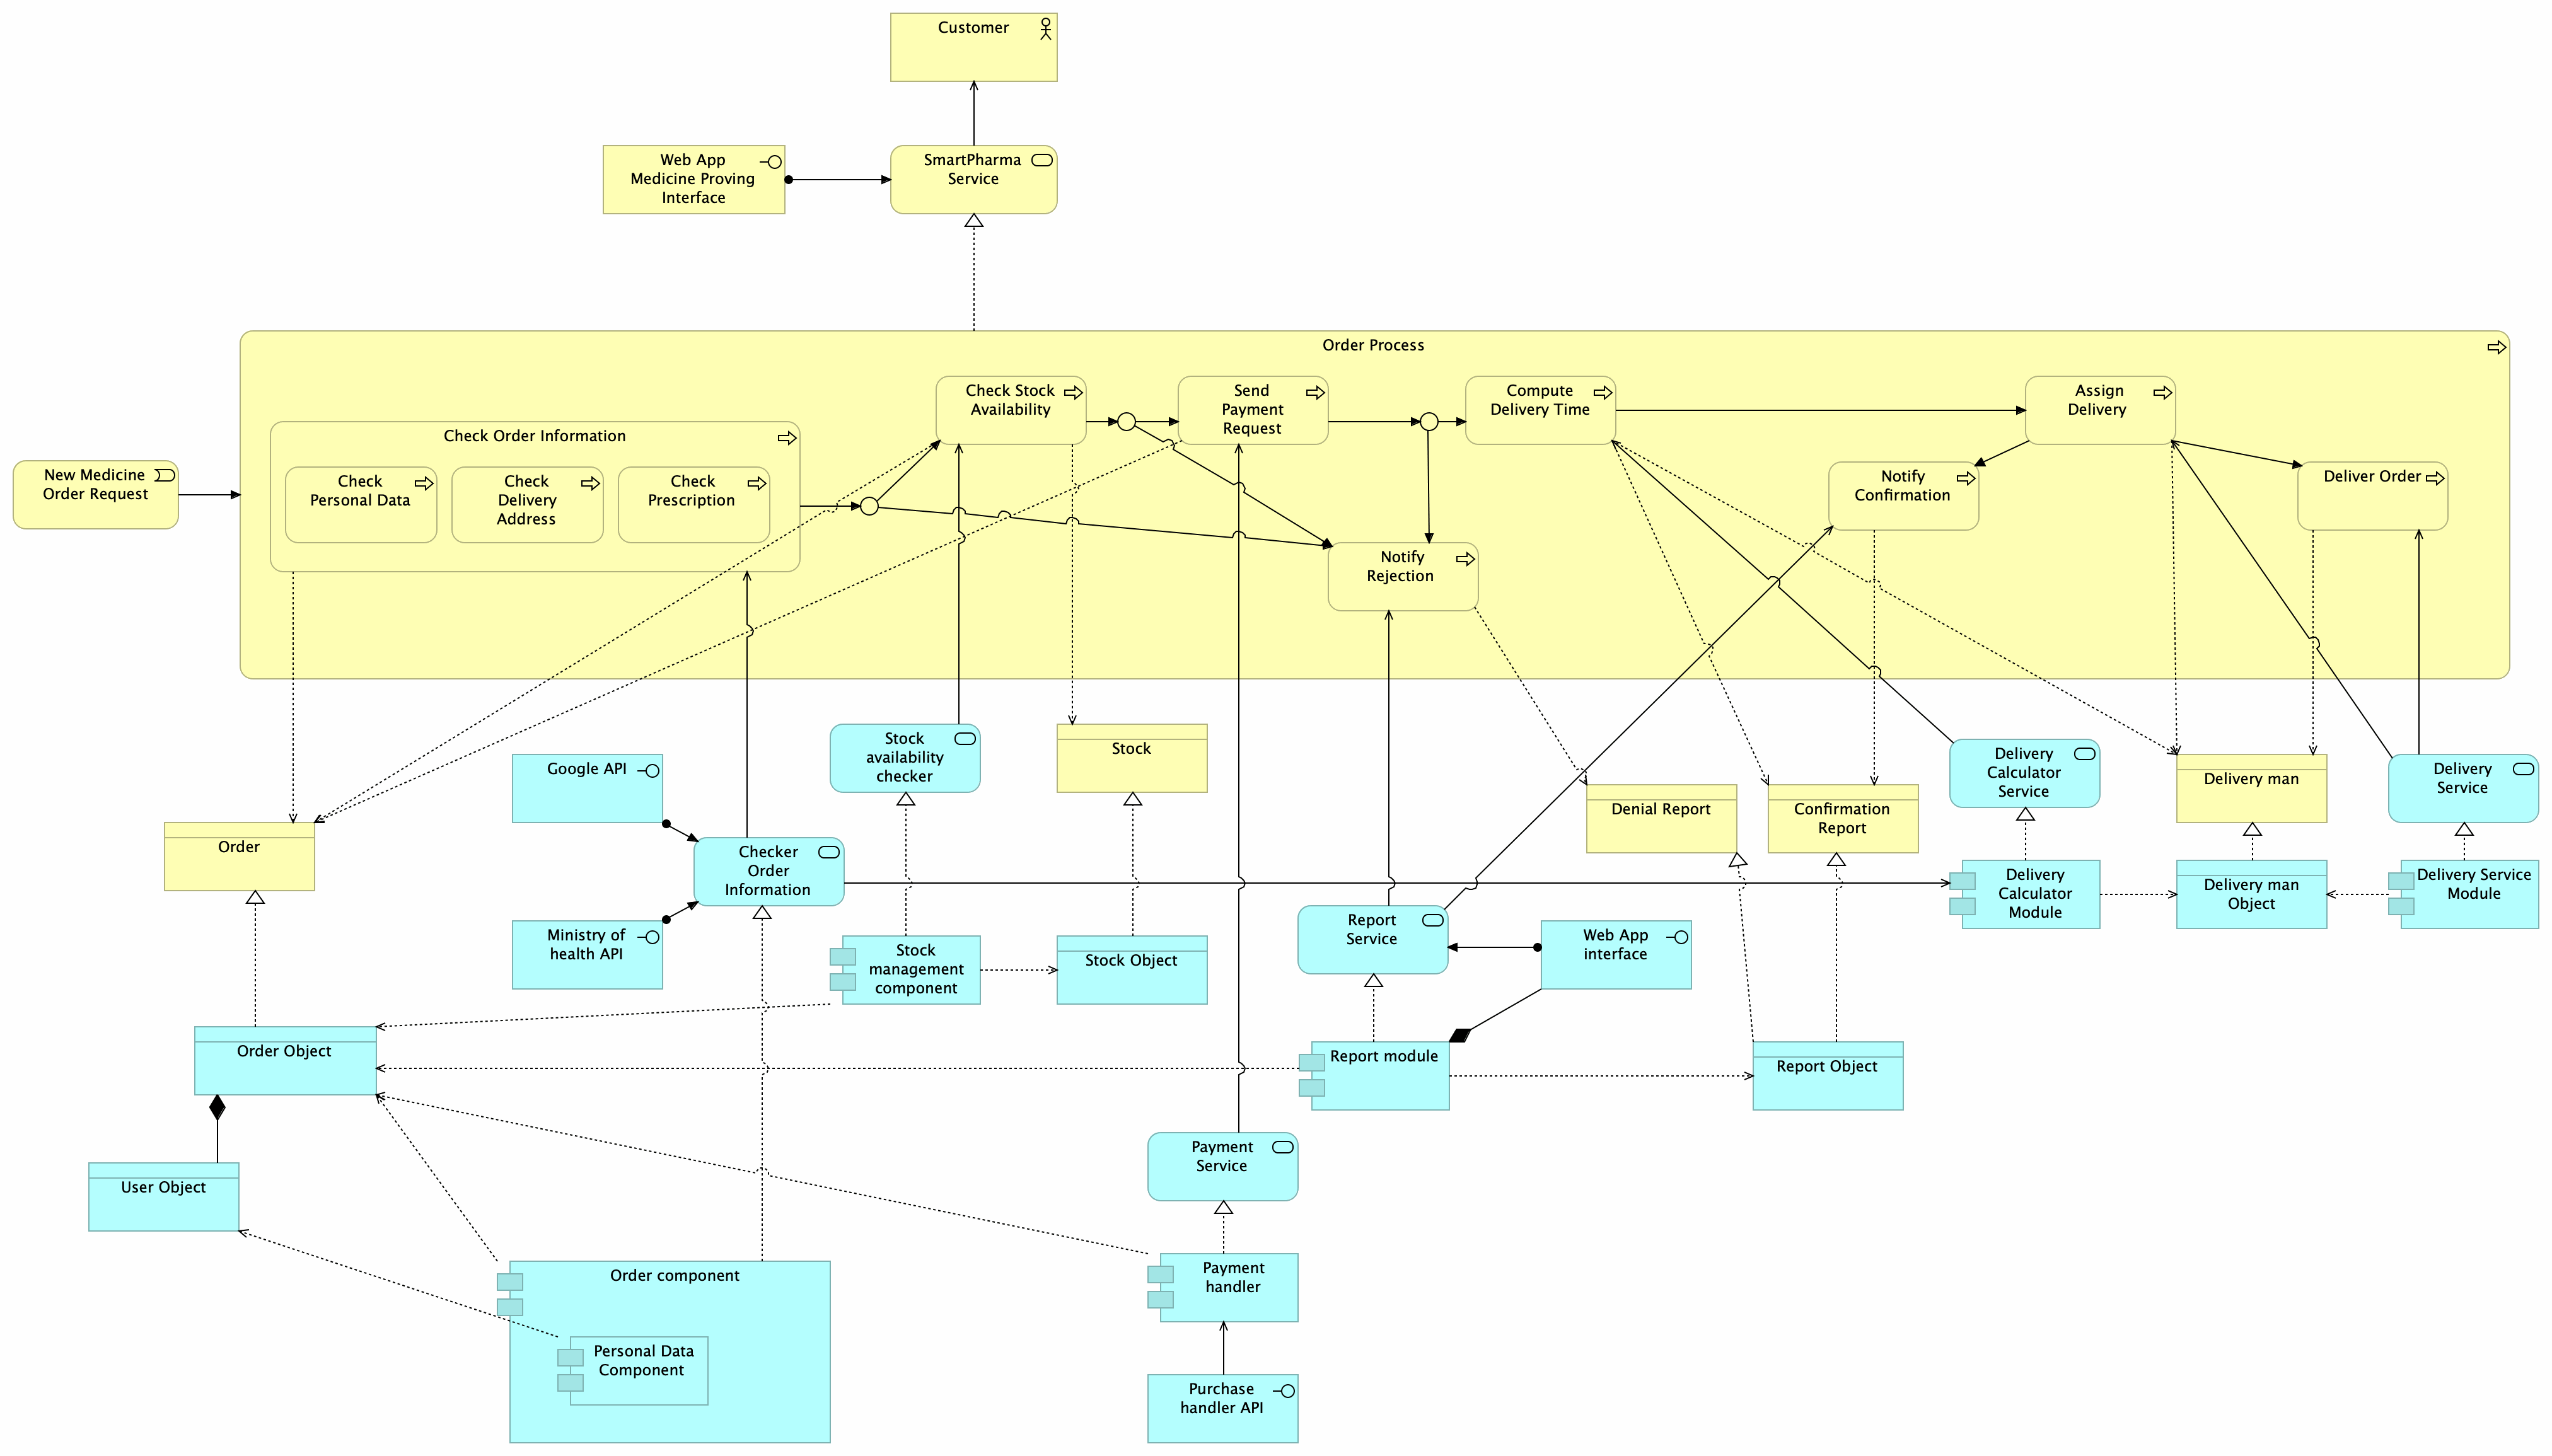 Customer
Web App
Medicine Proving
Interface
SmartPharma
Service
Order Process
Check Stock
Availability
Send
Payment
Request
Compute
Delivery Time
Assign
Delivery
Check Order Information
New Medicine
Order Request
Check
Personal Data
Check
Delivery
Address
Check
Prescription
Notify
Confirmation
Deliver Order
Notify
Rejection
Stock
availability
checker
Stock
Google API
Delivery
Calculator
Service
Delivery man
Delivery
Service
Denial Report
Confirmation
Report
Order
Checker
Order
Information
Delivery
Calculator
Module
Delivery man
Object
Delivery Service
Module
Ministry of
health API
Stock
management
component
Stock Object
Report
Service
Web App
interface
Order Object
Report module
Report Object
User Object
Payment
Service
Order component
Payment
handler
Personal Data
Component
Purchase
handler API